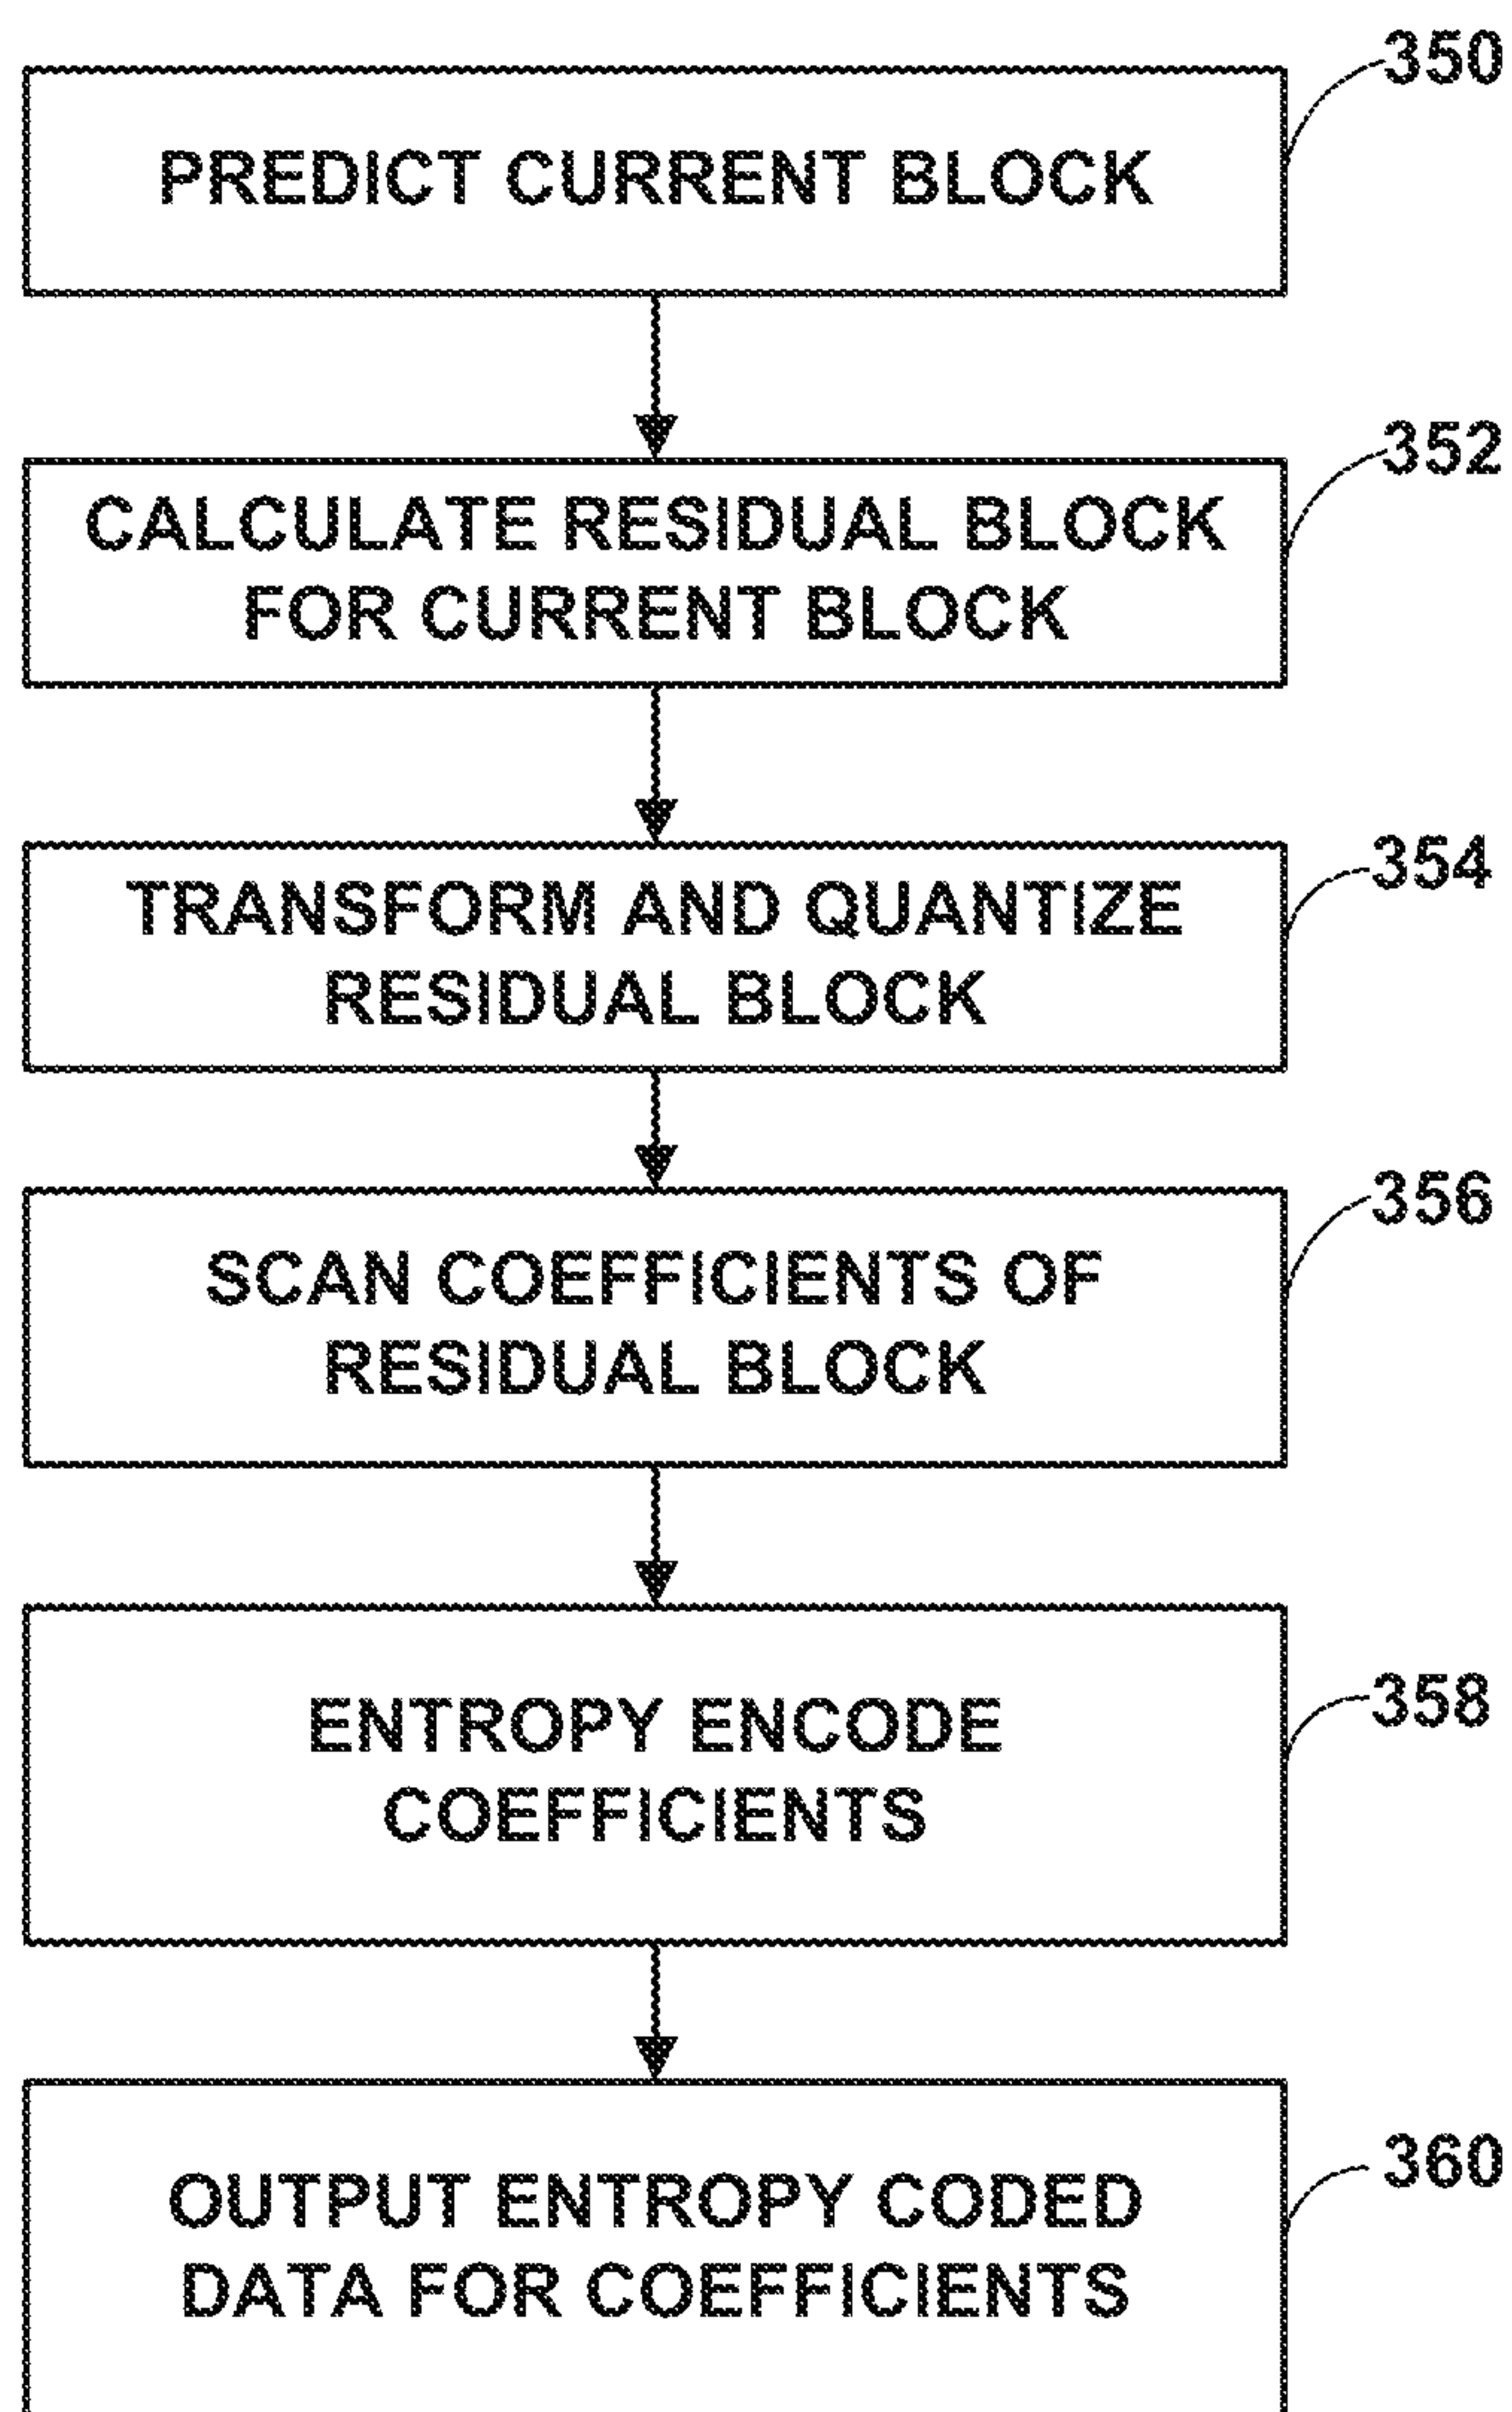 350
PREDICT CURRENT BLOCK
352
CALCULATE RESIDUAL BLOCK
FOR CURRENT BLOCK
354
TRANSFORM AND QUANTIZE
RESIDUAL BLOCK
356
SCAN COEFFICIENTS OF
RESIDUAL BLOCK
358
ENTROPY ENCODE
COEFFICIENTS
360
OUTPUT ENTROPY CODED
DATA FOR COEFFICIENTS